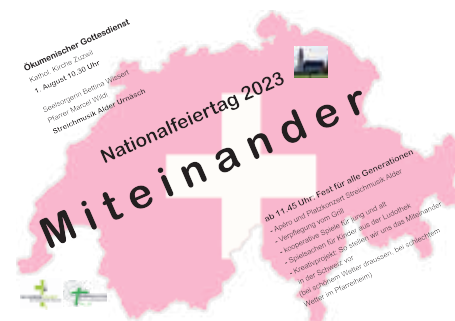 Ökumenischer Gottesdienst
Kathol. Kirche Zuzwil
1. August 10.30 Uhr
Seelsorgerin Bettina Wissert
Pfarrer Marcel Wildi
Streichmusik Alder Urnäsch
Nationalfeiertag 2023
Miteinander
ab 11.45 Uhr: Fest für alle Generationen
- Apéro und Platzkonzert Streichmusik Alder
- Verpflegung vom Grill
- kooperative Spiele für jung und alt
- Spielsachen für Kinder aus der Ludothek
- Kreativprojekt: So stellen wir uns das Miteinander
in der Schweiz vor
(bei schönem Wetter draussen, bei schlechtem
Wetter im Pfarreiheim)